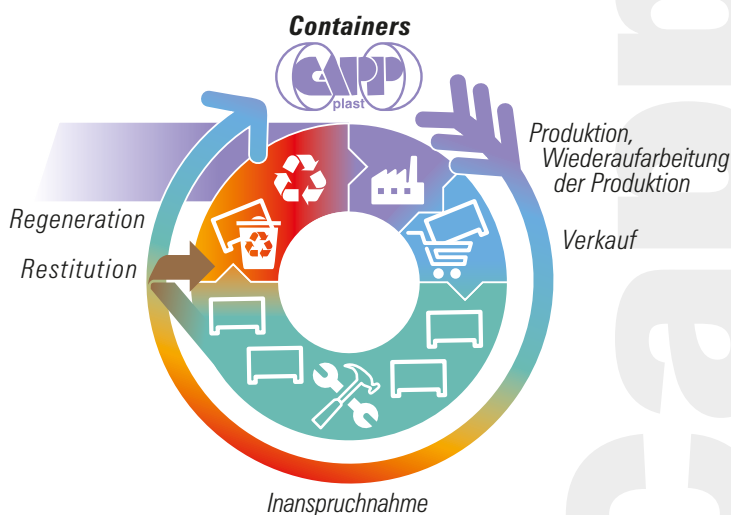 Containers
CAPP
plast
Produktion,
Wiederaufarbeitung
der Produktion
Regeneration
Verkauf
Restitution
Inanspruchnahme